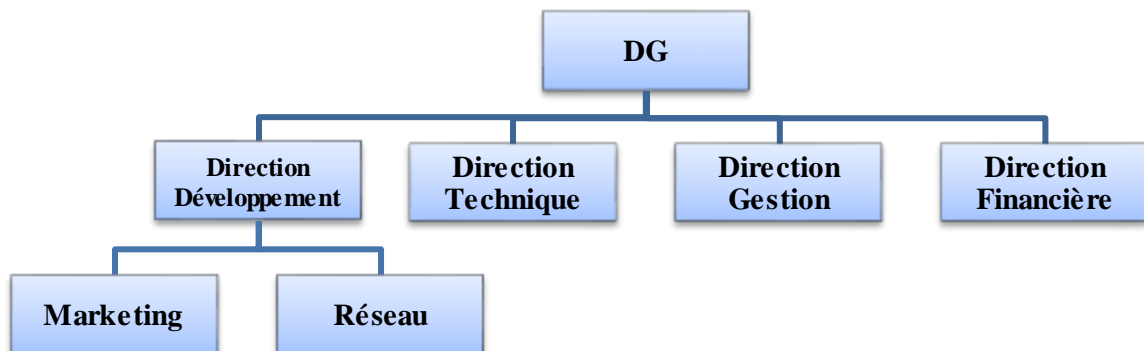 DG
Direction
Développement
Direction
Technique
Direction
Gestion
Direction
Financière
Marketing
Réseau